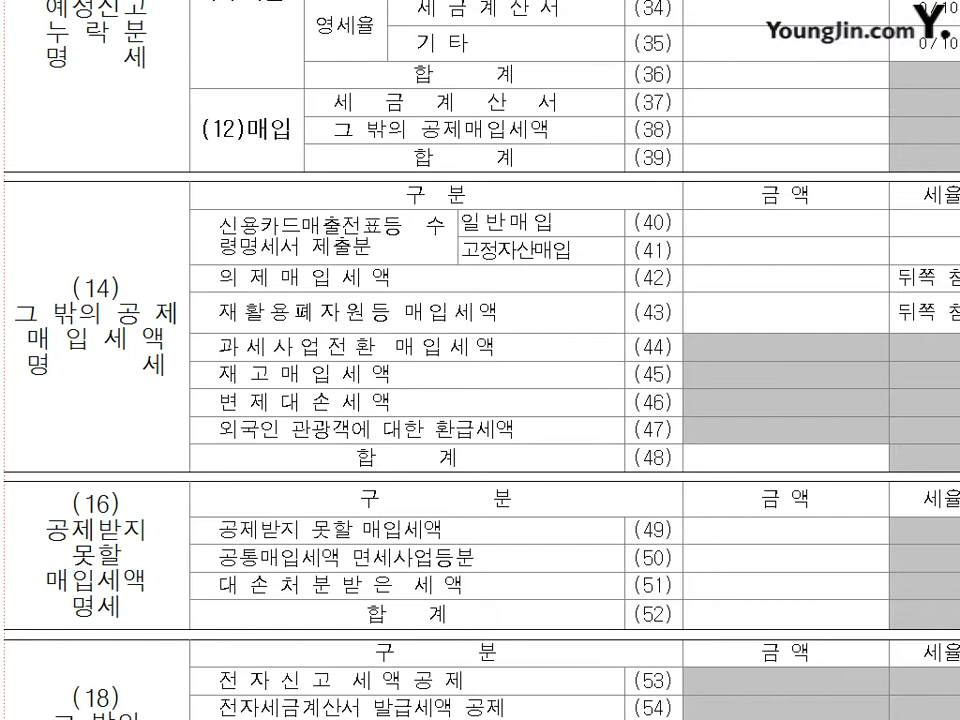 예정신고
누 락 분
명 세
영세율
세 금 계 산 서 (34) 0/10
YoungJin.com Y.
기 타 (35) 0/10
합 계 (36)
(12)매입
세 금 계 산 서 (37)
그 밖의 공제매입세액 (38)
합 계 (39)
구 분 금 액 세율
(14)
그 밖의 공 제
매 입 세 액
명 세
신용카드매출전표등 수
령명세서 제출분
일 반 매 입 (40)
고정자산매입 (41)
의 제 매 입 세 액 (42) 뒤쪽
재 활 용 폐 자 원 등 매 입 세 액 (43) 뒤쪽
과 세 사 업 전 환 매 입 세 액 (44)
재 고 매 입 세 액 (45)
변 제 대 손 세 액 (46)
외국인 관광객에 대한 환급세액 (47)
합 계 (48)
(16)
공제받지
못할
매입세액
명세
구 분 금 액 세율
공제받지 못할 매입세액 (49)
공통매입세액 면세사업등분 (50)
대 손 처 분 받 은 세 액 (51)
합 계 (52)
구 분 금 액 세율
(18)
전 자 신 고 세 액 공 제 (53)
전자세금계산서 발급세액 공제 (54)